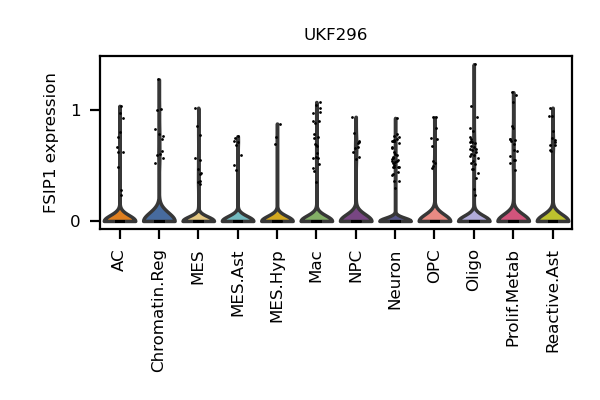 UKF296
FSIP1 expression
1
0
AC
Chromatin.Reg
MES
MES.Ast
MES.Hyp
Mac
NPC
Neuron
OPC
Oligo
Prolif.Metab
Reactive.Ast